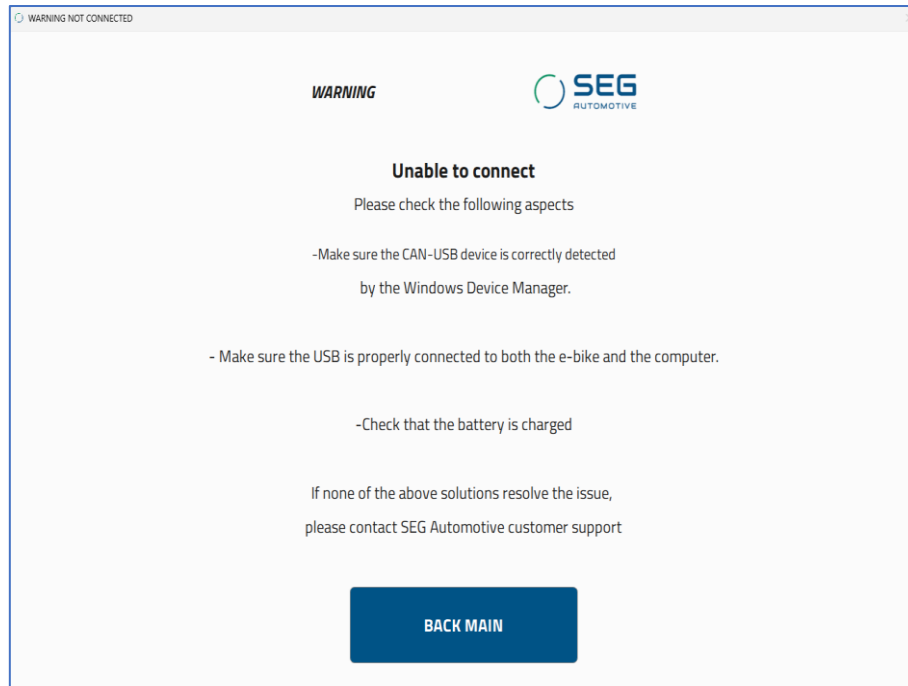 WARNING NOT CONNECTED
WARNING
SEG
AUTOMOTIVE
Unable to connect
Please check the following aspects
-Make sure the CAN-USB device is correctly detected
by the Windows Device Manager.
- Make sure the USB is properly connected to both the e-bike and the computer.
-Check that the battery is charged
If none of the above solutions resolve the issue,
please contact SEG Automotive customer support
BACK MAIN